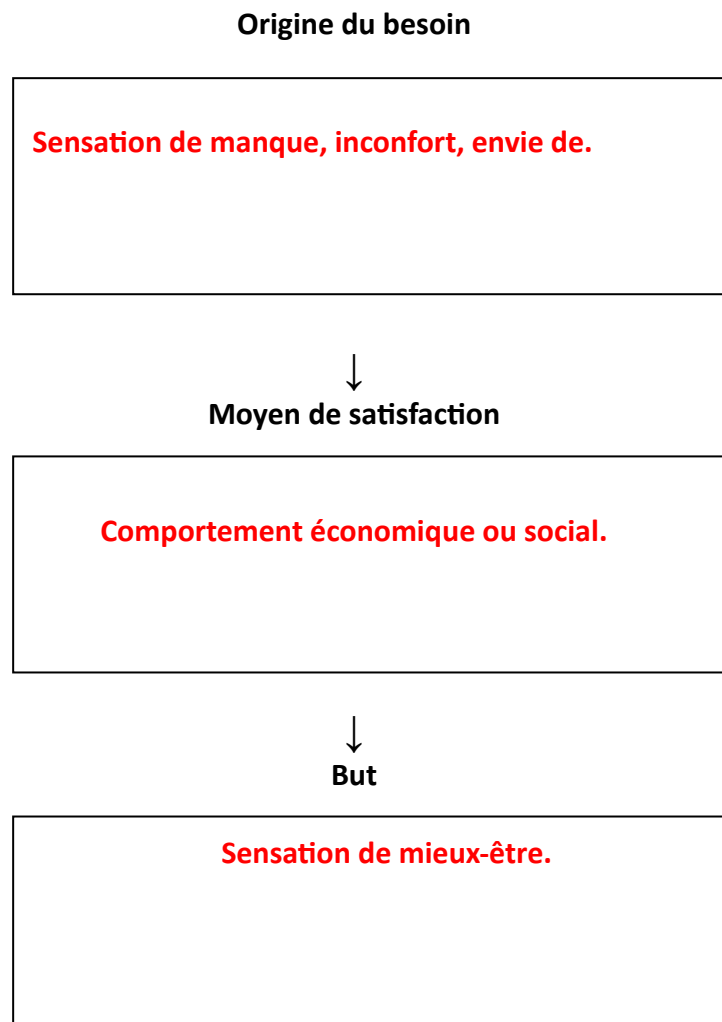 Origine du besoin
Sensation de manque, inconfort, envie de.
↓
Moyen de satisfaction
Comportement économique ou social.
↓
But
Sensation de mieux-être.